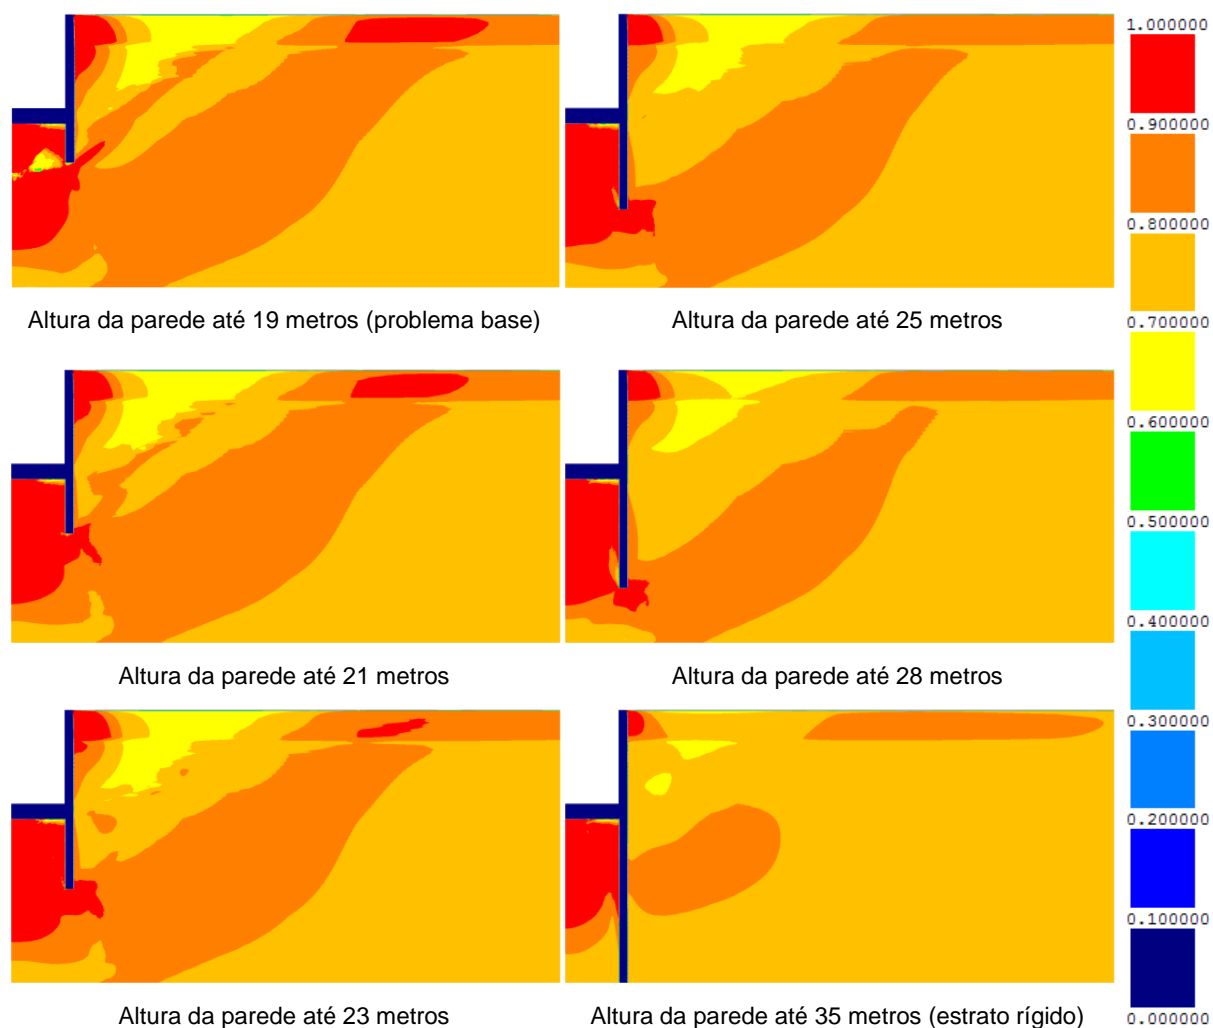 Altura da parede até 19 metros (problema base)
Altura da parede até 25 metros
Altura da parede até 21 metros
Altura da parede até 28 metros
Altura da parede até 23 metros
Altura da parede até 35 metros (estrato rígido)
1.000000
0.900000
0.800000
0.700000
0.600000
0.500000
0.400000
0.300000
0.200000
0.100000
0.000000